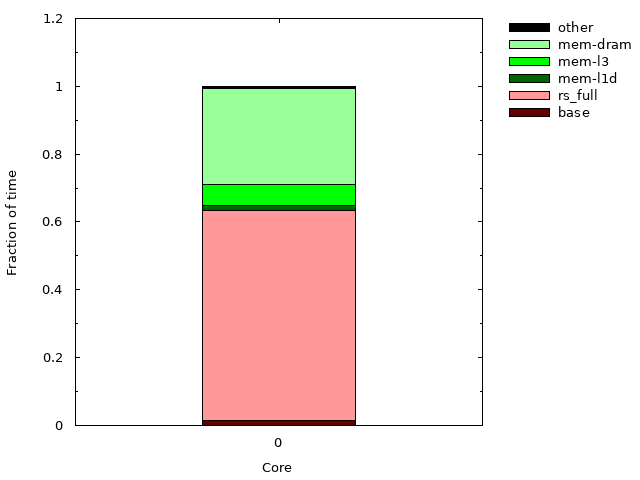 1.2
1
0.8
0.6
0.4
0.2
0
Fraction of time
0
Core
other
mem-dram
mem-l3
mem-l1d
rs_full
base